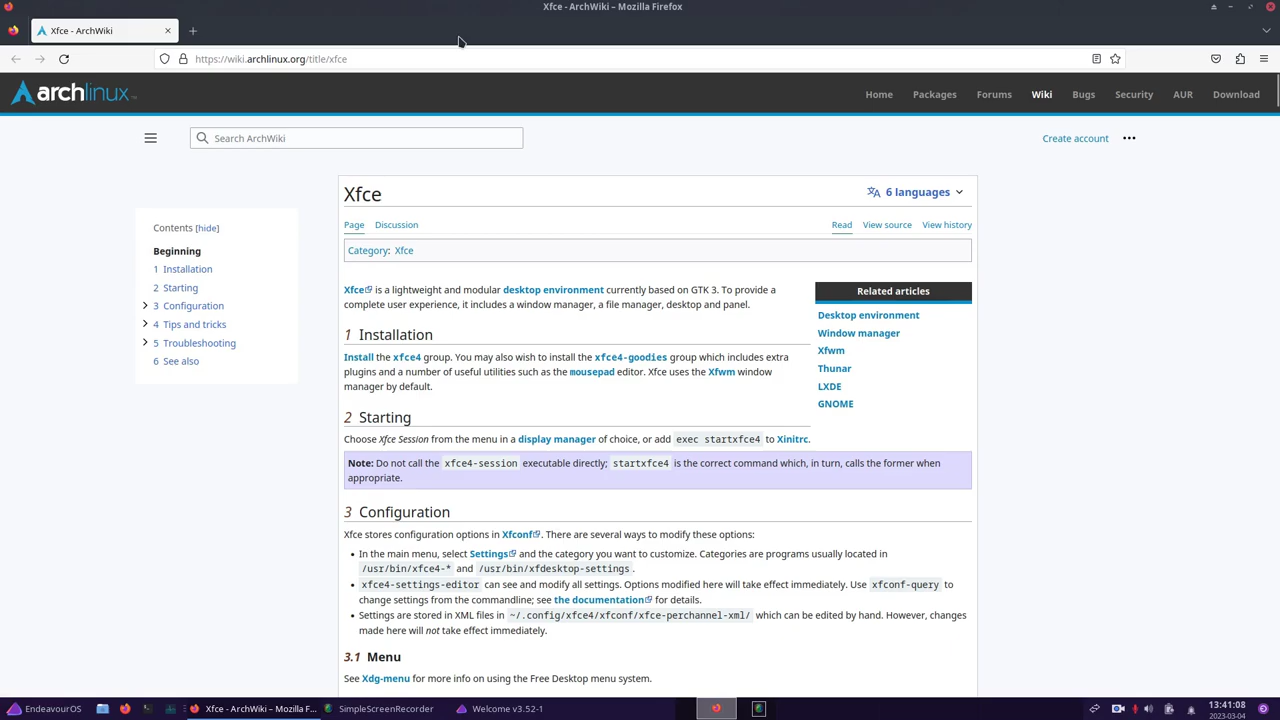 Xfce - ArchWiki – Mozilla Firefox
Xfce - ArchWiki
https://wiki.archlinux.org/title/xfce
archlinux
Home Packages Forums Wiki Bugs Security AUR Download
Search ArchWiki
Create account
Xfce
6 languages
Page Discussion
Read View source View history
Category: Xfce
Contents [hide]
Beginning
1 Installation
2 Starting
3 Configuration
4 Tips and tricks
5 Troubleshooting
6 See also
Xfce is a lightweight and modular desktop environment currently based on GTK 3. To provide a
complete user experience, it includes a window manager, a file manager, desktop and panel.
Related articles
Desktop environment
Window manager
Xfwm
Thunar
LXDE
GNOME
1 Installation
Install the xfce4 group. You may also wish to install the xfce4-goodies group which includes extra
plugins and a number of useful utilities such as the mousepad editor. Xfce uses the Xfwm window
manager by default.
2 Starting
Choose Xfce Session from the menu in a display manager of choice, or add exec startxfce4 to Xinitrc.
Note: Do not call the xfce4-session executable directly; startxfce4 is the correct command which, in turn, calls the former when
appropriate.
3 Configuration
Xfce stores configuration options in Xfconf. There are several ways to modify these options:
• In the main menu, select Settings and the category you want to customize. Categories are programs usually located in
/usr/bin/xfce4-* and /usr/bin/xfdesktop-settings.
• xfce4-settings-editor can see and modify all settings. Options modified here will take effect immediately. Use xfconf-query to
change settings from the commandline; see the documentation for details.
• Settings are stored in XML files in ~/.config/xfce4/xfconf/xfce-perchannel-xml/ which can be edited by hand. However, changes
made here will not take effect immediately.
3.1 Menu
See Xdg-menu for more info on using the Free Desktop menu system.
EndeavourOS
Xfce - ArchWiki — Mozilla F...
SimpleScreenRecorder
Welcome v3.52-1
13:41:08
2023-03-04